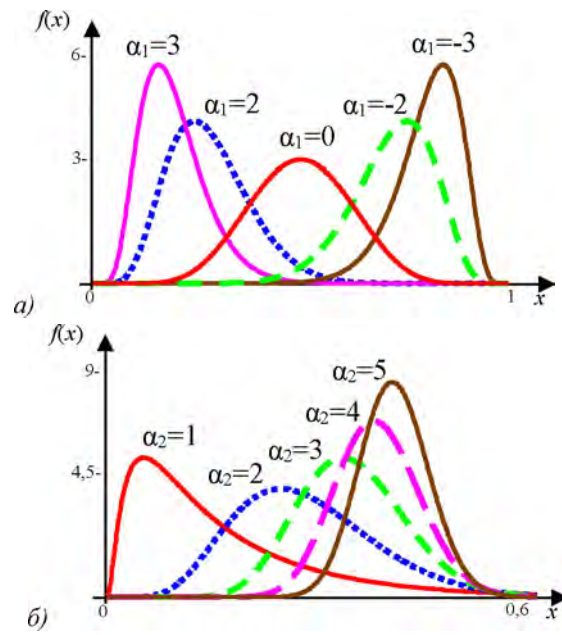 f(x)
α₁=3
α₁=-3
6-
α₁=2
α₁=-2
α₁=0
3-
0
1
x
а)
f(x)
9-
α₂=5
α₂=4
α₂=1
α₂=3
4,5-
α₂=2
0
0,6
x
б)